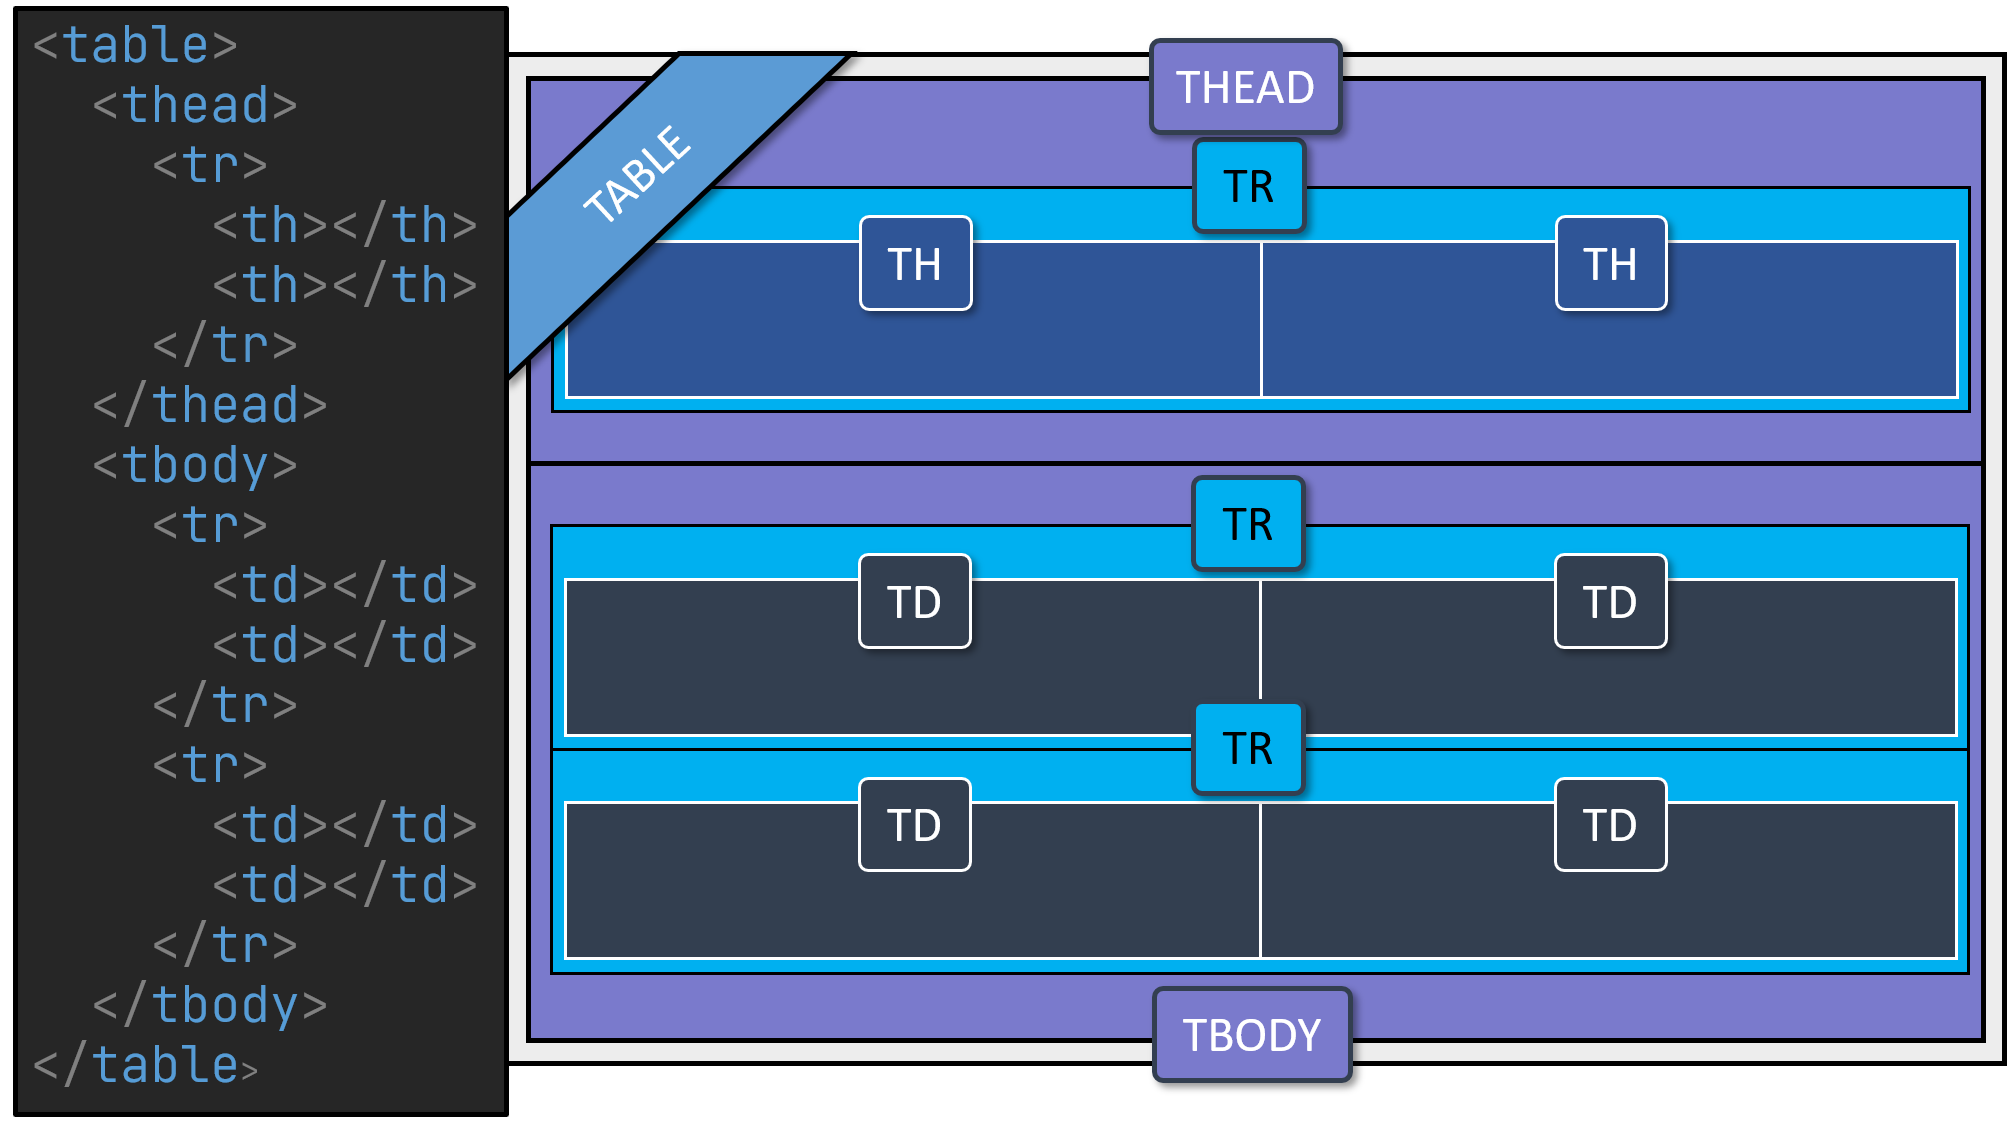 <table>
<thead>
<tr>
<th></th>
<th></th>
</tr>
</thead>
<tbody>
<tr>
<td></td>
<td></td>
</tr>
<tr>
<td></td>
<td></td>
</tr>
</tbody>
</table>
TABLE
THEAD
TR
TH TH
TR
TD TD
TR
TD TD
TBODY